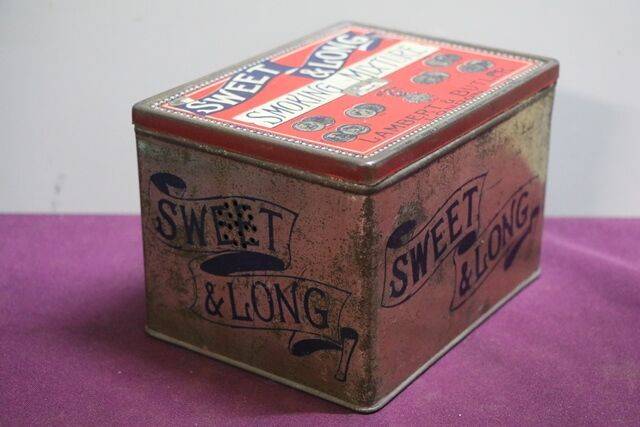 SWEET
& LONG
SMOKING MIXTURE
LAMBERT & BUTLER
SWEET
& LONG
SWEET
& LONG